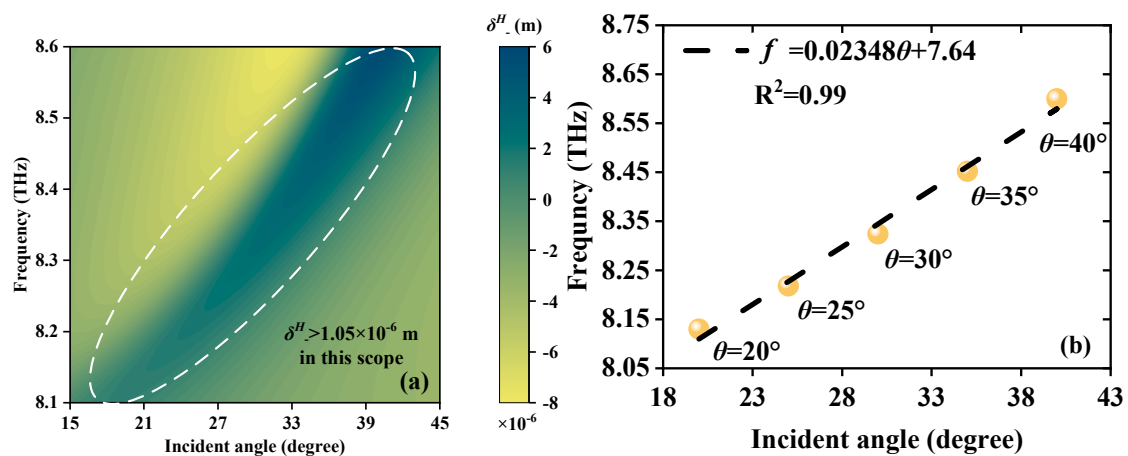 δᴴ₋ (m)
8.6
8.5
8.4
8.3
8.2
8.1
Frequency (THz)
δᴴ₋>1.05×10⁻⁶ m
in this scope
(a)
15
21
27
33
39
45
Incident angle (degree)
6
4
2
0
-2
-4
-6
-8
×10⁻⁶
8.75
8.65
8.55
8.45
8.35
8.25
8.15
8.05
Frequncy (THz)
f =0.02348θ+7.64
R²=0.99
θ=40°
θ=35°
θ=30°
θ=25°
θ=20°
(b)
18
23
28
33
38
43
Incident angle (degree)